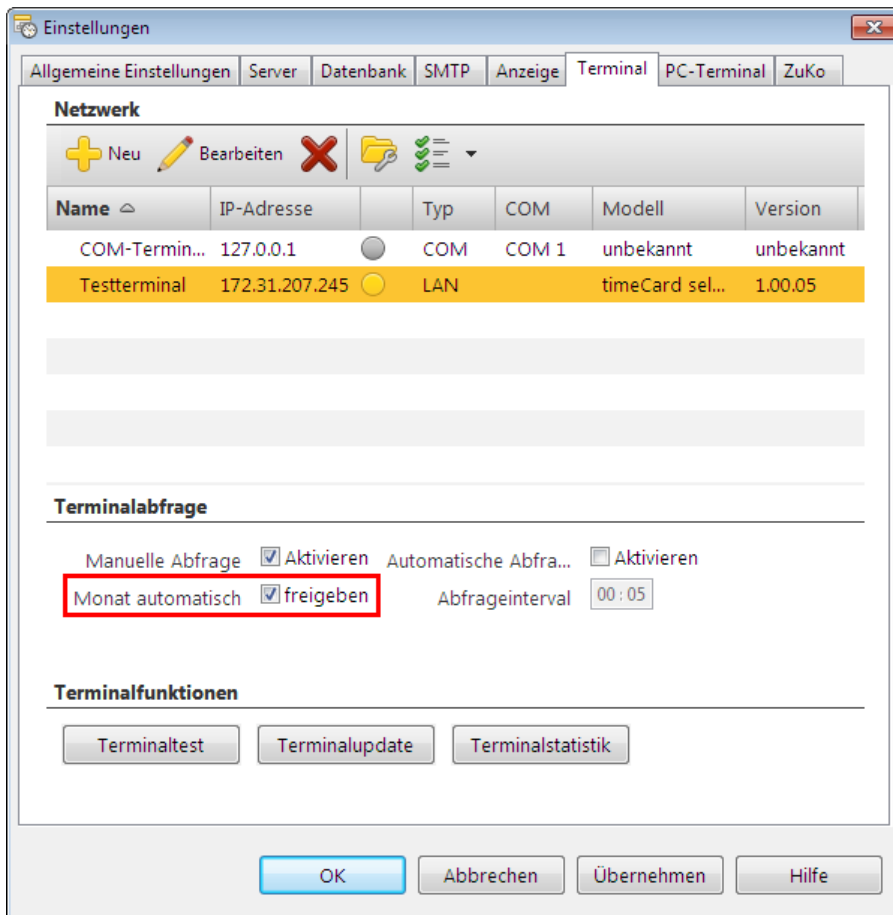 Einstellungen
Allgemeine Einstellungen Server Datenbank SMTP Anzeige Terminal PC-Terminal ZuKo
Netzwerk
Neu Bearbeiten
Name IP-Adresse Typ COM Modell Version
COM-Termin... 127.0.0.1 COM COM 1 unbekannt unbekannt
Testterminal 172.31.207.245 LAN timeCard sel... 1.00.05
Terminalabfrage
Manuelle Abfrage Aktivieren Automatische Abfra... Aktivieren
Monat automatisch freigeben Abfrageinterval 00 : 05
Terminalfunktionen
Terminaltest Terminalupdate Terminalstatistik
OK Abbrechen Übernehmen Hilfe